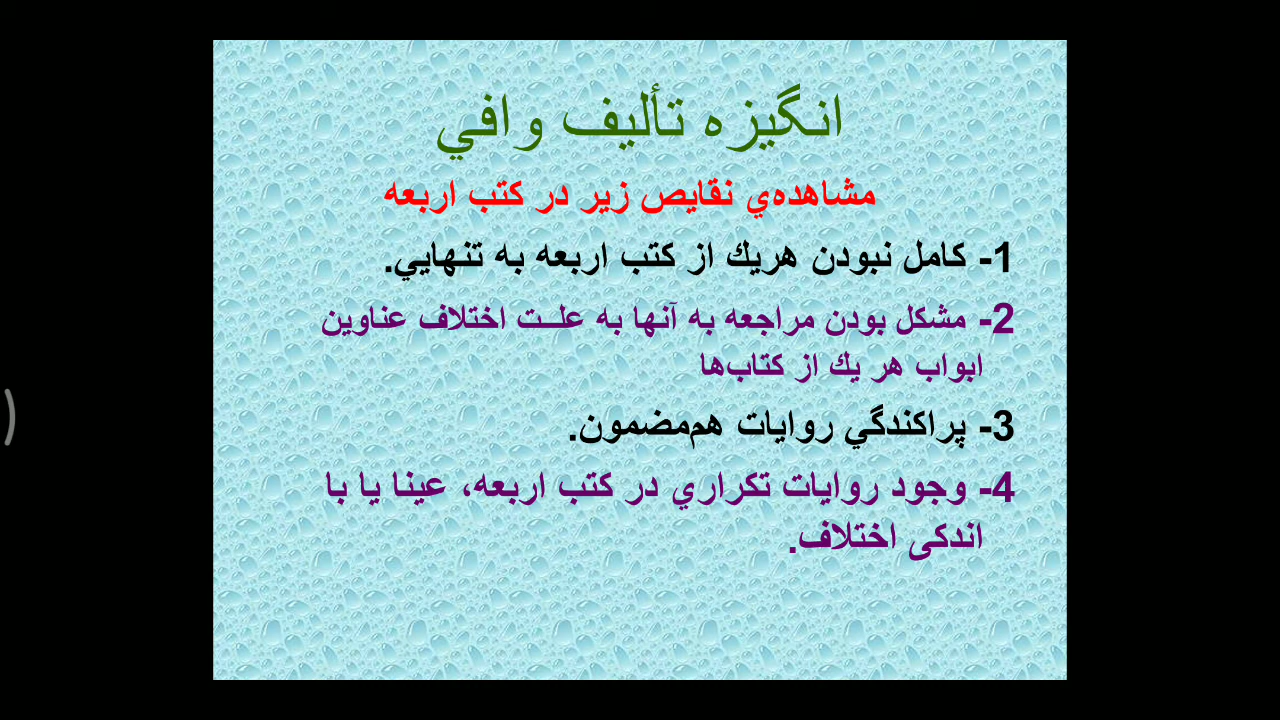 انگيزه تأليف وافي
مشاهده‌ي نقايص زير در كتب اربعه
1- كامل نبودن هريك از كتب اربعه به تنهايي.
2- مشكل بودن مراجعه به آنها به علــت اختلاف عناوين
ابواب هر يك از كتاب‌ها
3- پراكندگي روايات هم‌مضمون.
4- وجود روايات تكراري در كتب اربعه، عينا يا با
اندکی اختلاف.